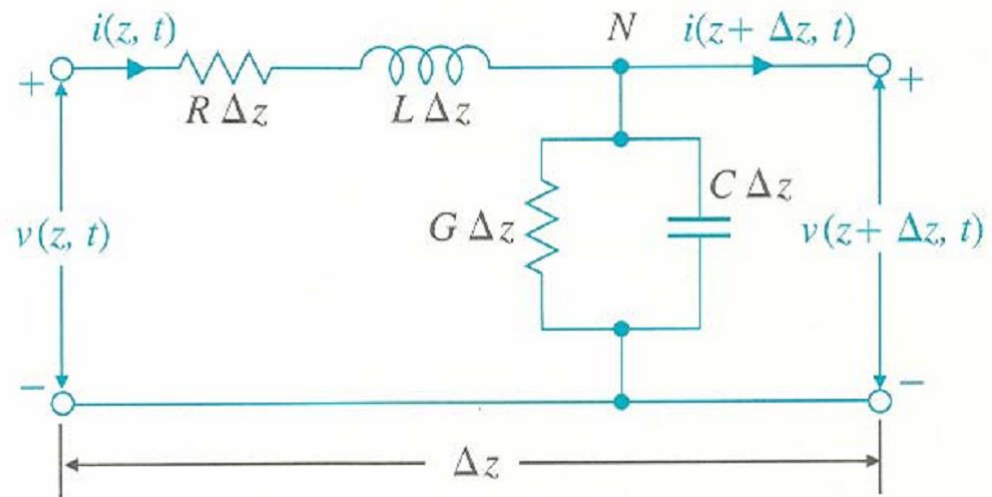 i(z, t)
N
i(z+ Δz, t)
+
+
R Δz
L Δz
C Δz
G Δz
v(z, t)
v(z+ Δz, t)
−
−
Δz